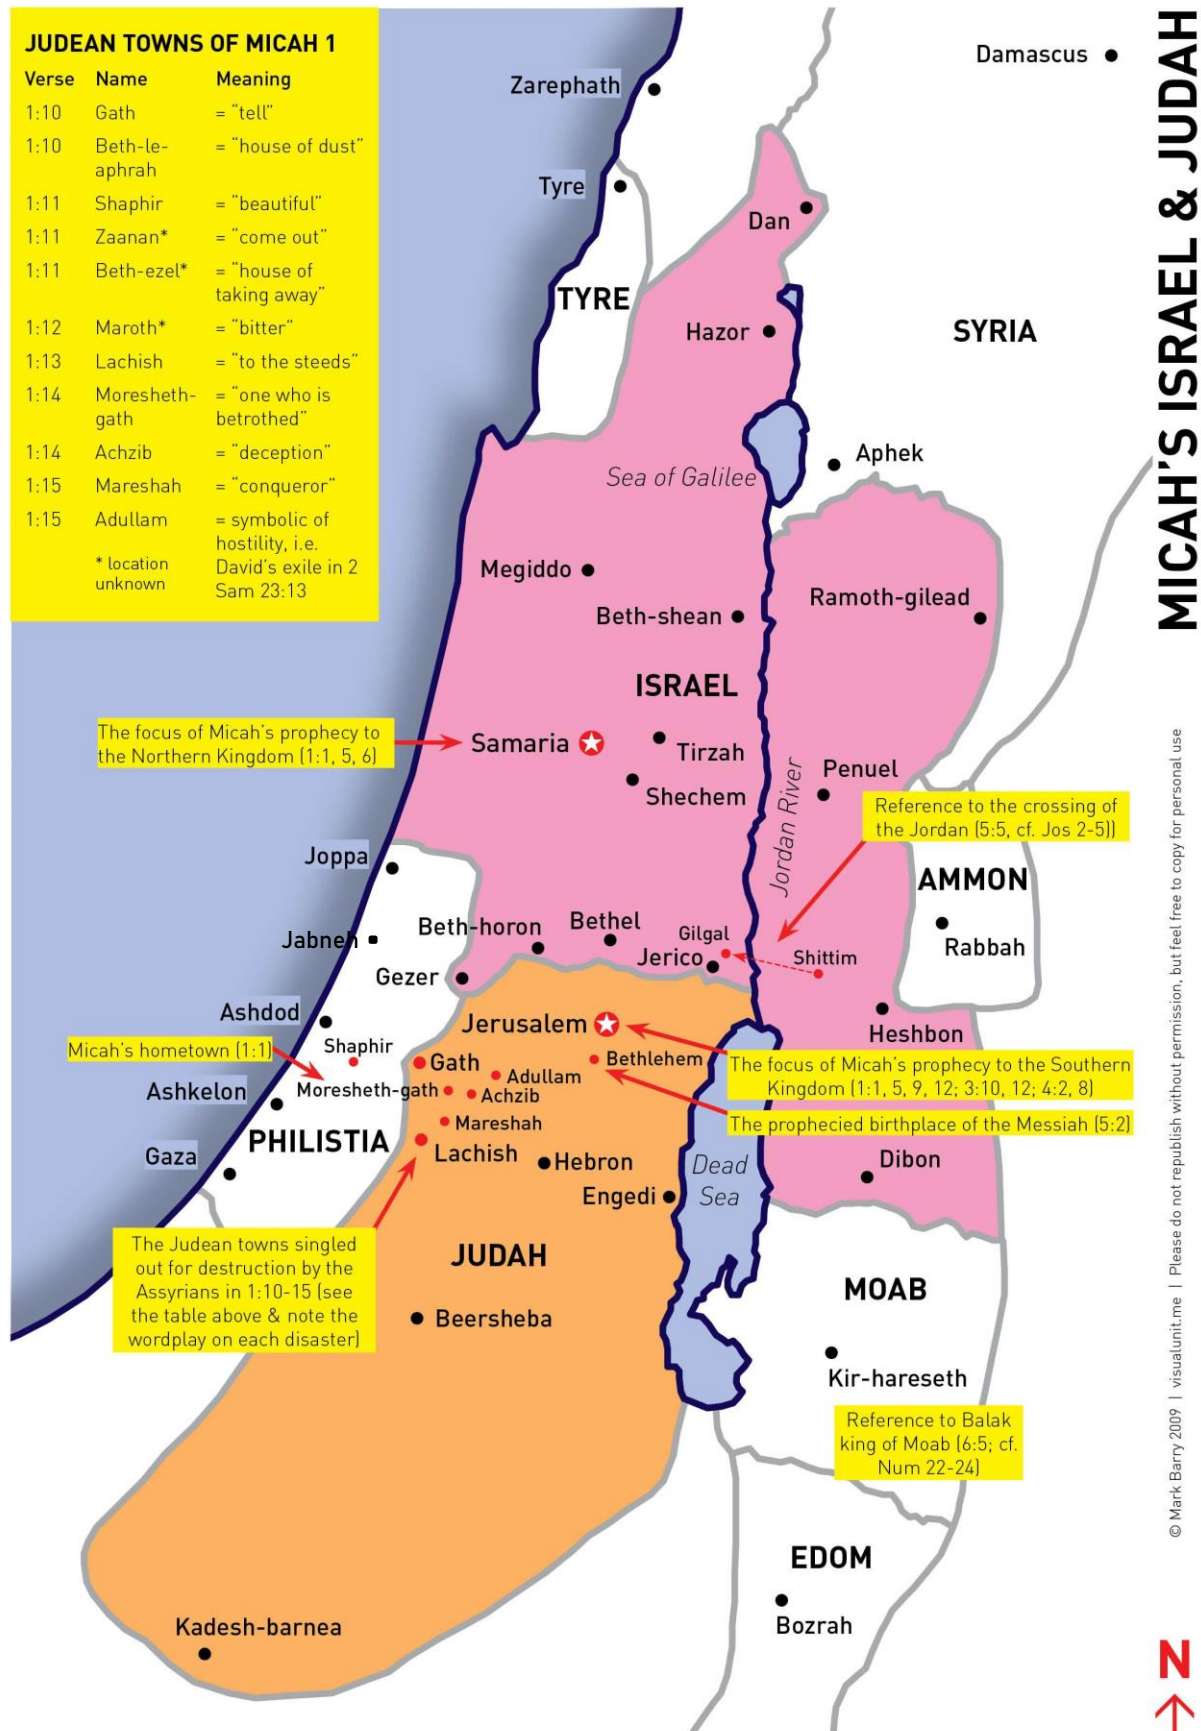 JUDEAN TOWNS OF MICAH 1
Verse Name Meaning
1:10 Gath = “tell”
1:10 Beth-le- = “house of dust”
aphrah
1:11 Shaphir = “beautiful”
1:11 Zaanan* = “come out”
1:11 Beth-ezel* = “house of
taking away”
1:12 Maroth* = “bitter”
1:13 Lachish = “to the steeds”
1:14 Moresheth- = “one who is
gath betrothed”
1:14 Achzib = “deception”
1:15 Mareshah = “conqueror”
1:15 Adullam = symbolic of
hostility, i.e.
* location David’s exile in 2
unknown Sam 23:13
MICAH’S ISRAEL & JUDAH
Damascus
Zarephath
Tyre
Dan
TYRE
Hazor
SYRIA
Aphek
Sea of Galilee
Megiddo
Ramoth-gilead
Beth-shean
ISRAEL
The focus of Micah’s prophecy to
the Northern Kingdom (1:1, 5, 6)
Samaria
Tirzah
Shechem
Jordan River
Penuel
Reference to the crossing of
the Jordan (5:5, cf. Jos 2-5))
Joppa
AMMON
Rabbah
Jabneh
Beth-horon
Bethel
Gilgal
Jerico
Shittim
Gezer
Ashdod
Jerusalem
Heshbon
Micah’s hometown (1:1)
Shaphir
Gath
Bethlehem
The focus of Micah’s prophecy to the Southern
Kingdom (1:1, 5, 9, 12; 3:10, 12; 4:2, 8)
Adullam
Moresheth-gath
Achzib
Ashkelon
Mareshah
The prophecied birthplace of the Messiah (5:2)
PHILISTIA
Lachish
Gaza
Hebron
Dibon
Engedi
Dead
Sea
The Judean towns singled
out for destruction by the
Assyrians in 1:10-15 (see
the table above & note the
wordplay on each disaster)
JUDAH
MOAB
Beersheba
Kir-hareseth
Reference to Balak
king of Moab (6:5; cf.
Num 22-24)
EDOM
Bozrah
Kadesh-barnea
© Mark Barry 2009 | visualunit.me | Please do not republish without permission, but feel free to copy for personal use
N